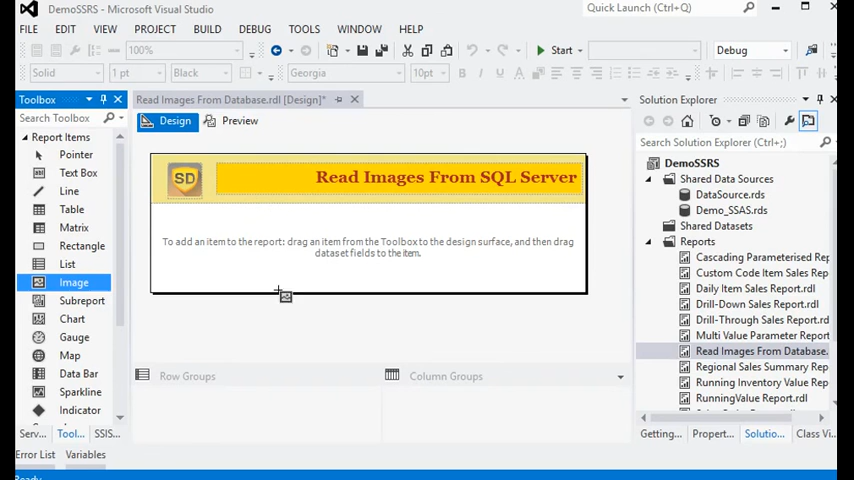 DemoSSRS - Microsoft Visual Studio
Quick Launch (Ctrl+Q)
FILE EDIT VIEW PROJECT BUILD DEBUG TOOLS WINDOW HELP
100% Start Debug
Solid 1 pt Black Georgia 10pt B I U
Toolbox
Read Images From Database.rdl [Design]*
Solution Explorer
Search Toolbox
Design Preview
Search Solution Explorer (Ctrl+;)
Report Items
Pointer
Text Box
Line
Table
Matrix
Rectangle
List
Image
Subreport
Chart
Gauge
Map
Data Bar
Sparkline
Indicator
SD
Read Images From SQL Server
To add an item to the report: drag an item from the Toolbox to the design surface, and then drag
dataset fields to the item.
Row Groups
Column Groups
DemoSSRS
Shared Data Sources
DataSource.rds
Demo_SSAS.rds
Shared Datasets
Reports
Cascading Parameterised Rep
Custom Code Item Sales Rep
Daily Item Sales Report.rdl
Drill-Down Sales Report.rdl
Drill-Through Sales Report.rd
Multi Value Parameter Report
Read Images From Database.
Regional Sales Summary Rep
Running Inventory Value Rep
RunningValue Report.rdl
Serv... Tool... SSIS...
Getting... Propert... Solutio... Class Vi...
Error List Variables
Ready